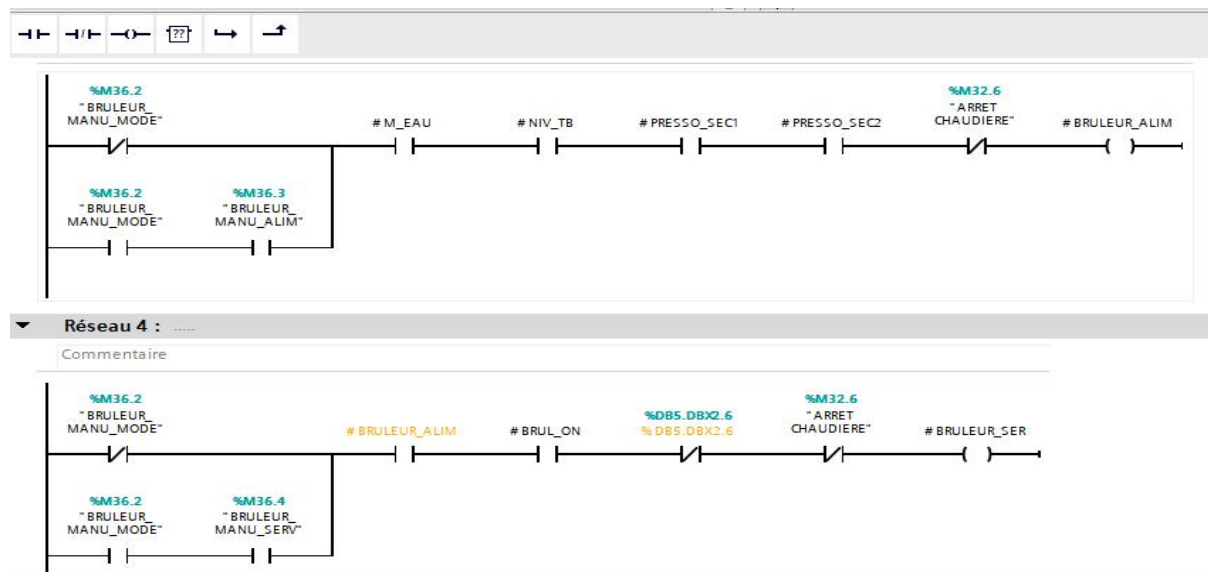 ??
%M36.2
"BRULEUR_
MANU_MODE"
#M_EAU
#NIV_TB
#PRESSO_SEC1
#PRESSO_SEC2
%M32.6
"ARRET
CHAUDIERE"
#BRULEUR_ALIM
%M36.2
"BRULEUR_
MANU_MODE"
%M36.3
"BRULEUR_
MANU_ALIM"
Réseau 4 : .....
Commentaire
%M36.2
"BRULEUR_
MANU_MODE"
#BRULEUR_ALIM
#BRUL_ON
%DB5.DBX2.6
%DB5.DBX2.6
%M32.6
"ARRET
CHAUDIERE"
#BRULEUR_SER
%M36.2
"BRULEUR_
MANU_MODE"
%M36.4
"BRULEUR_
MANU_SERV"